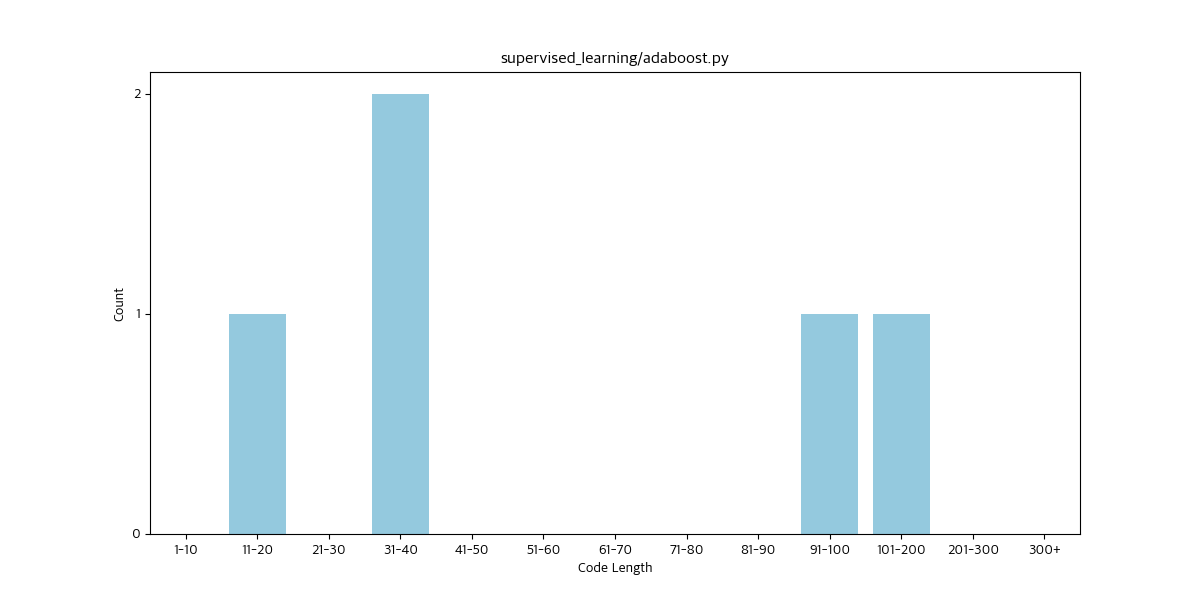 supervised_learning/adaboost.py
2
1
0
Count
1-10 11-20 21-30 31-40 41-50 51-60 61-70 71-80 81-90 91-100 101-200 201-300 300+
Code Length